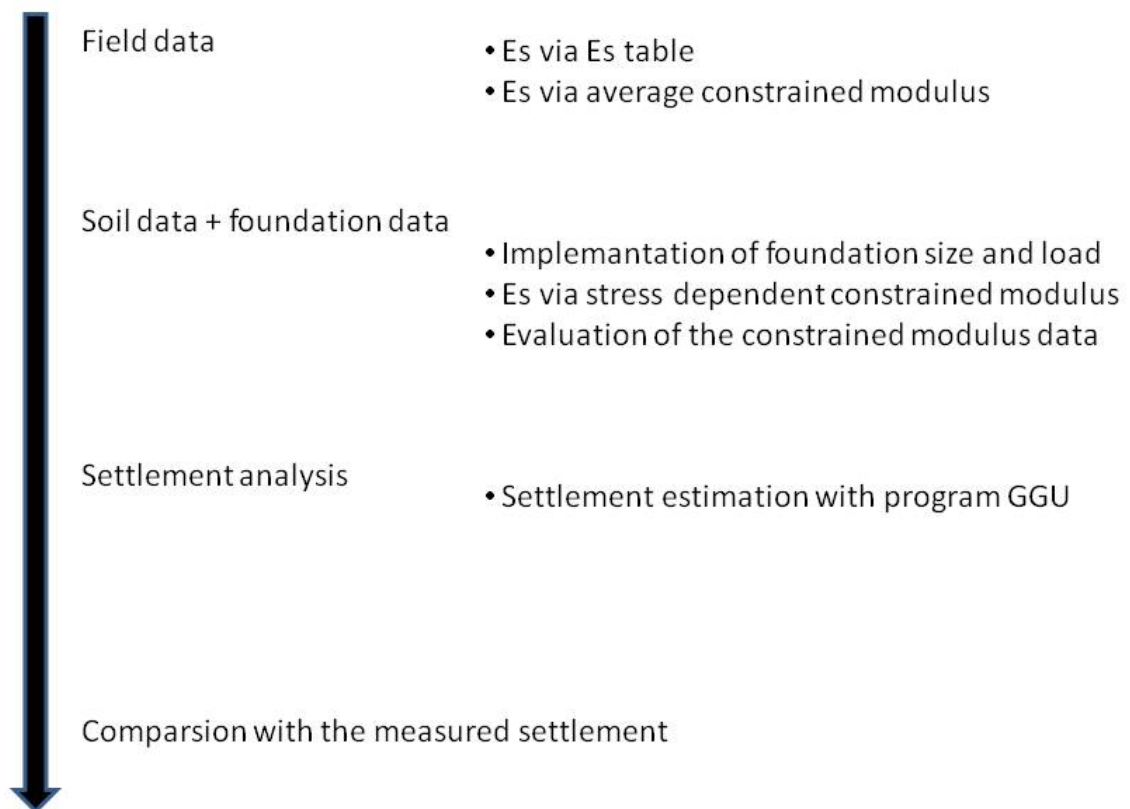 Field data
• Es via Es table
• Es via average constrained modulus
Soil data + foundation data
• Implemantation of foundation size and load
• Es via stress dependent constrained modulus
• Evaluation of the constrained modulus data
Settlement analysis
• Settlement estimation with program GGU
Comparsion with the measured settlement